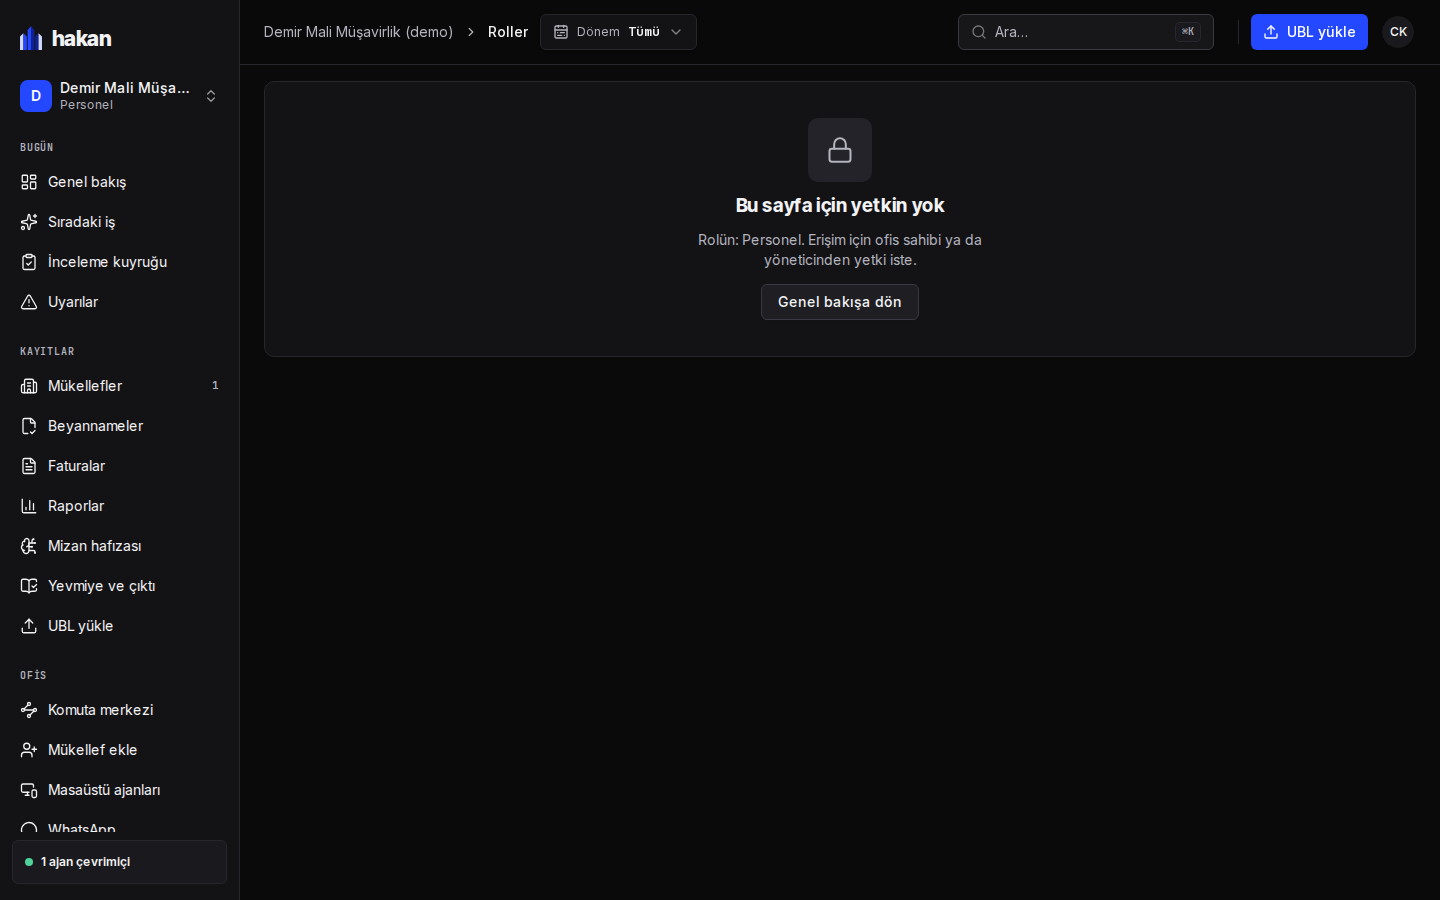 hakan
Demir Mali Müşavirlik (demo) > Roller
Dönem Tümü
Ara...
⌘K
UBL yükle
CK
D
Demir Mali Müşa...
Personel
BUGÜN
Genel bakış
Sıradaki iş
İnceleme kuyruğu
Uyarılar
KAYITLAR
Mükellefler 1
Beyannameler
Faturalar
Raporlar
Mizan hafızası
Yevmiye ve çıktı
UBL yükle
OFİS
Komuta merkezi
Mükellef ekle
Masaüstü ajanları
WhatsApp
1 ajan çevrimiçi
Bu sayfa için yetkin yok
Rolün: Personel. Erişim için ofis sahibi ya da
yöneticinden yetki iste.
Genel bakışa dön